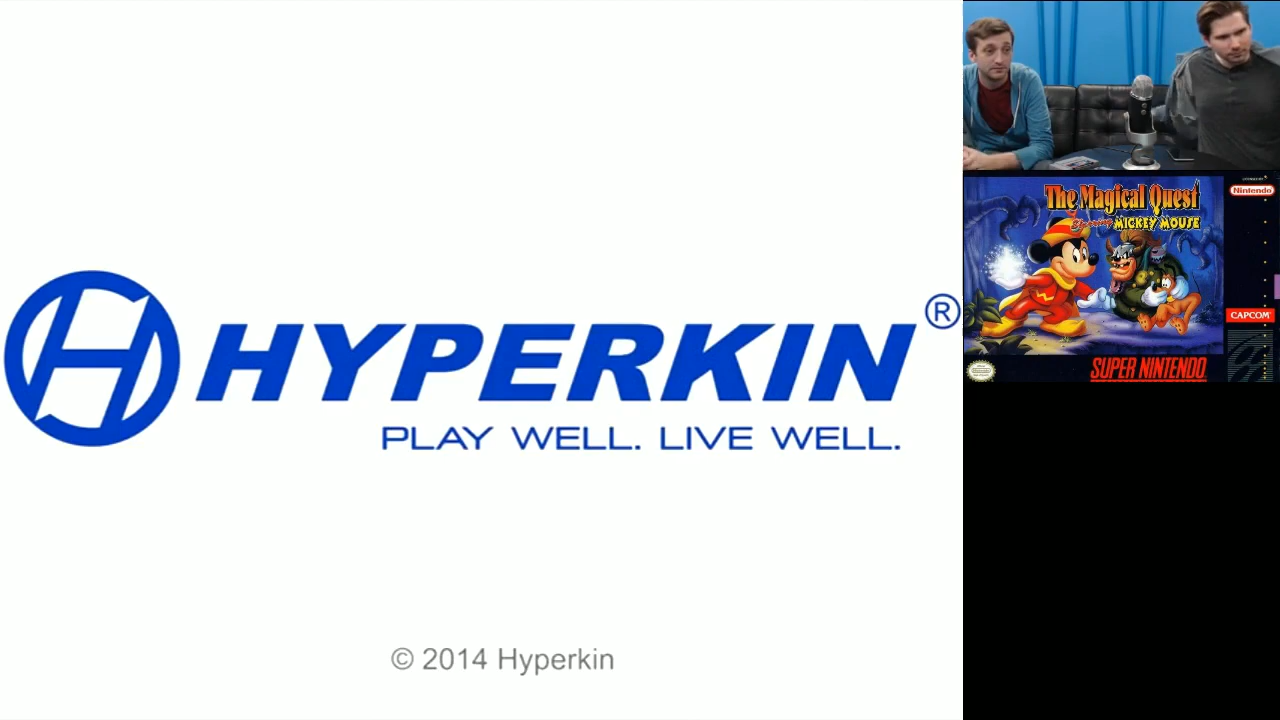 HYPERKIN®
PLAY WELL. LIVE WELL.
© 2014 Hyperkin
The Magical Quest
Starring MICKEY MOUSE
Nintendo
CAPCOM
SUPER NINTENDO